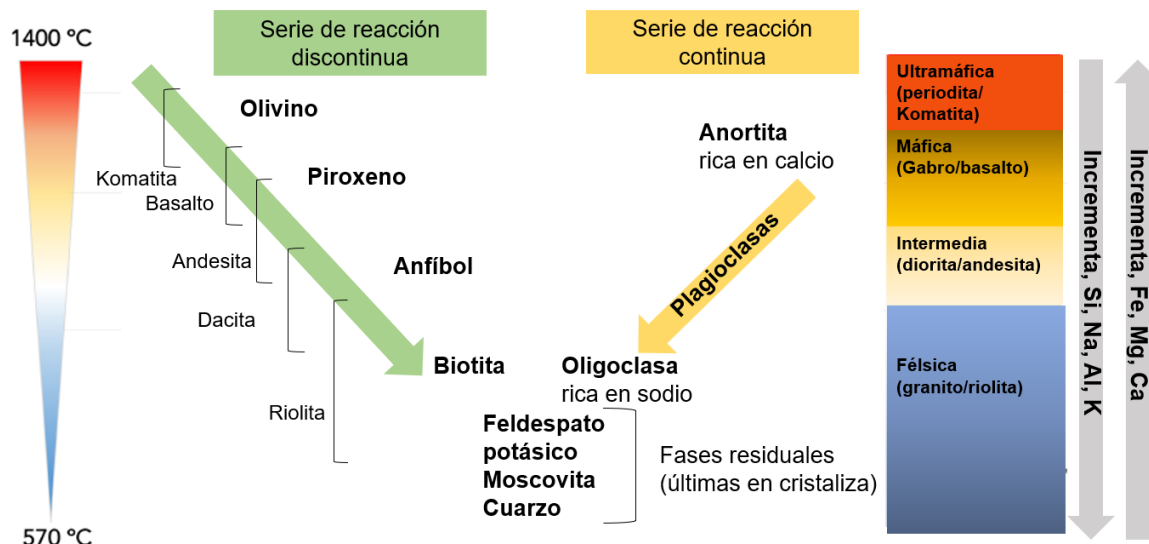 1400 °C
Serie de reacción
discontinua
Serie de reacción
continua
Olivino
Piroxeno
Anfíbol
Biotita
Komatita
Basalto
Andesita
Dacita
Riolita
Anortita
rica en calcio
Plagioclasas
Oligoclasa
rica en sodio
Feldespato
potásico
Moscovita
Cuarzo
Fases residuales
(últimas en cristaliza)
Ultramáfica
(periodita/
Komatita)
Máfica
(Gabro/basalto)
Intermedia
(diorita/andesita)
Félsica
(granito/riolita)
Incrementa, Si, Na, Al, K
Incrementa, Fe, Mg, Ca
570 °C